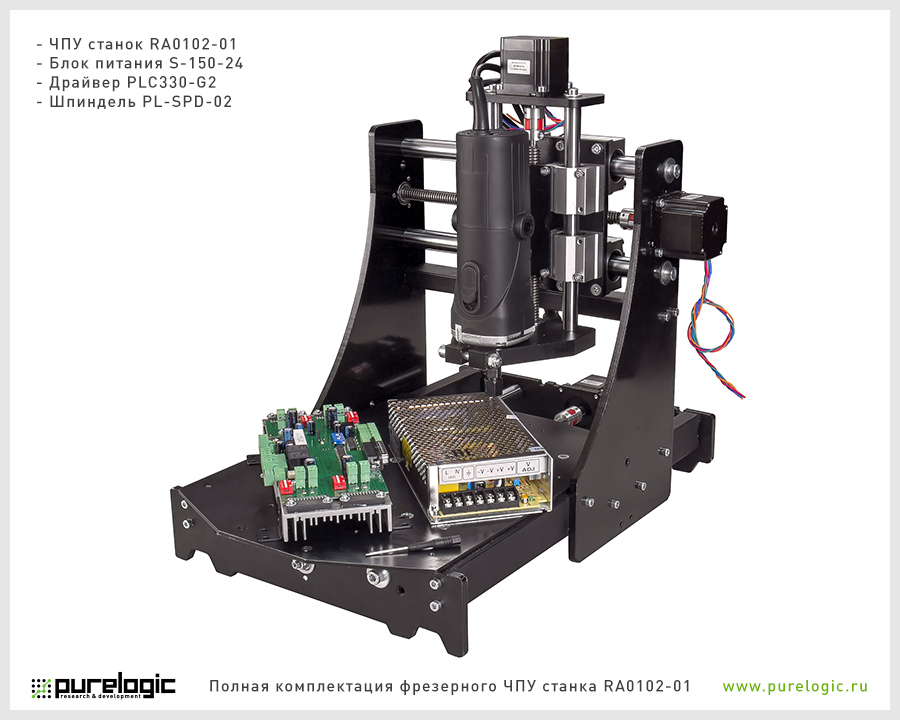 - ЧПУ станок RA0102-01
- Блок питания S-150-24
- Драйвер PLC330-G2
- Шпиндель PL-SPD-02
L N -V -V +V +V V ADJ
purelogic
research & development
Полная комплектация фрезерного ЧПУ станка RA0102-01
www.purelogic.ru